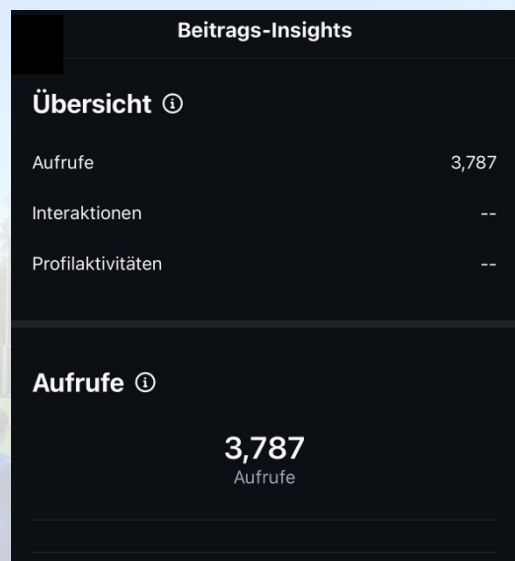 Beitrags-Insights
Übersicht
Aufrufe 3,787
Interaktionen --
Profilaktivitäten --
Aufrufe
3,787
Aufrufe